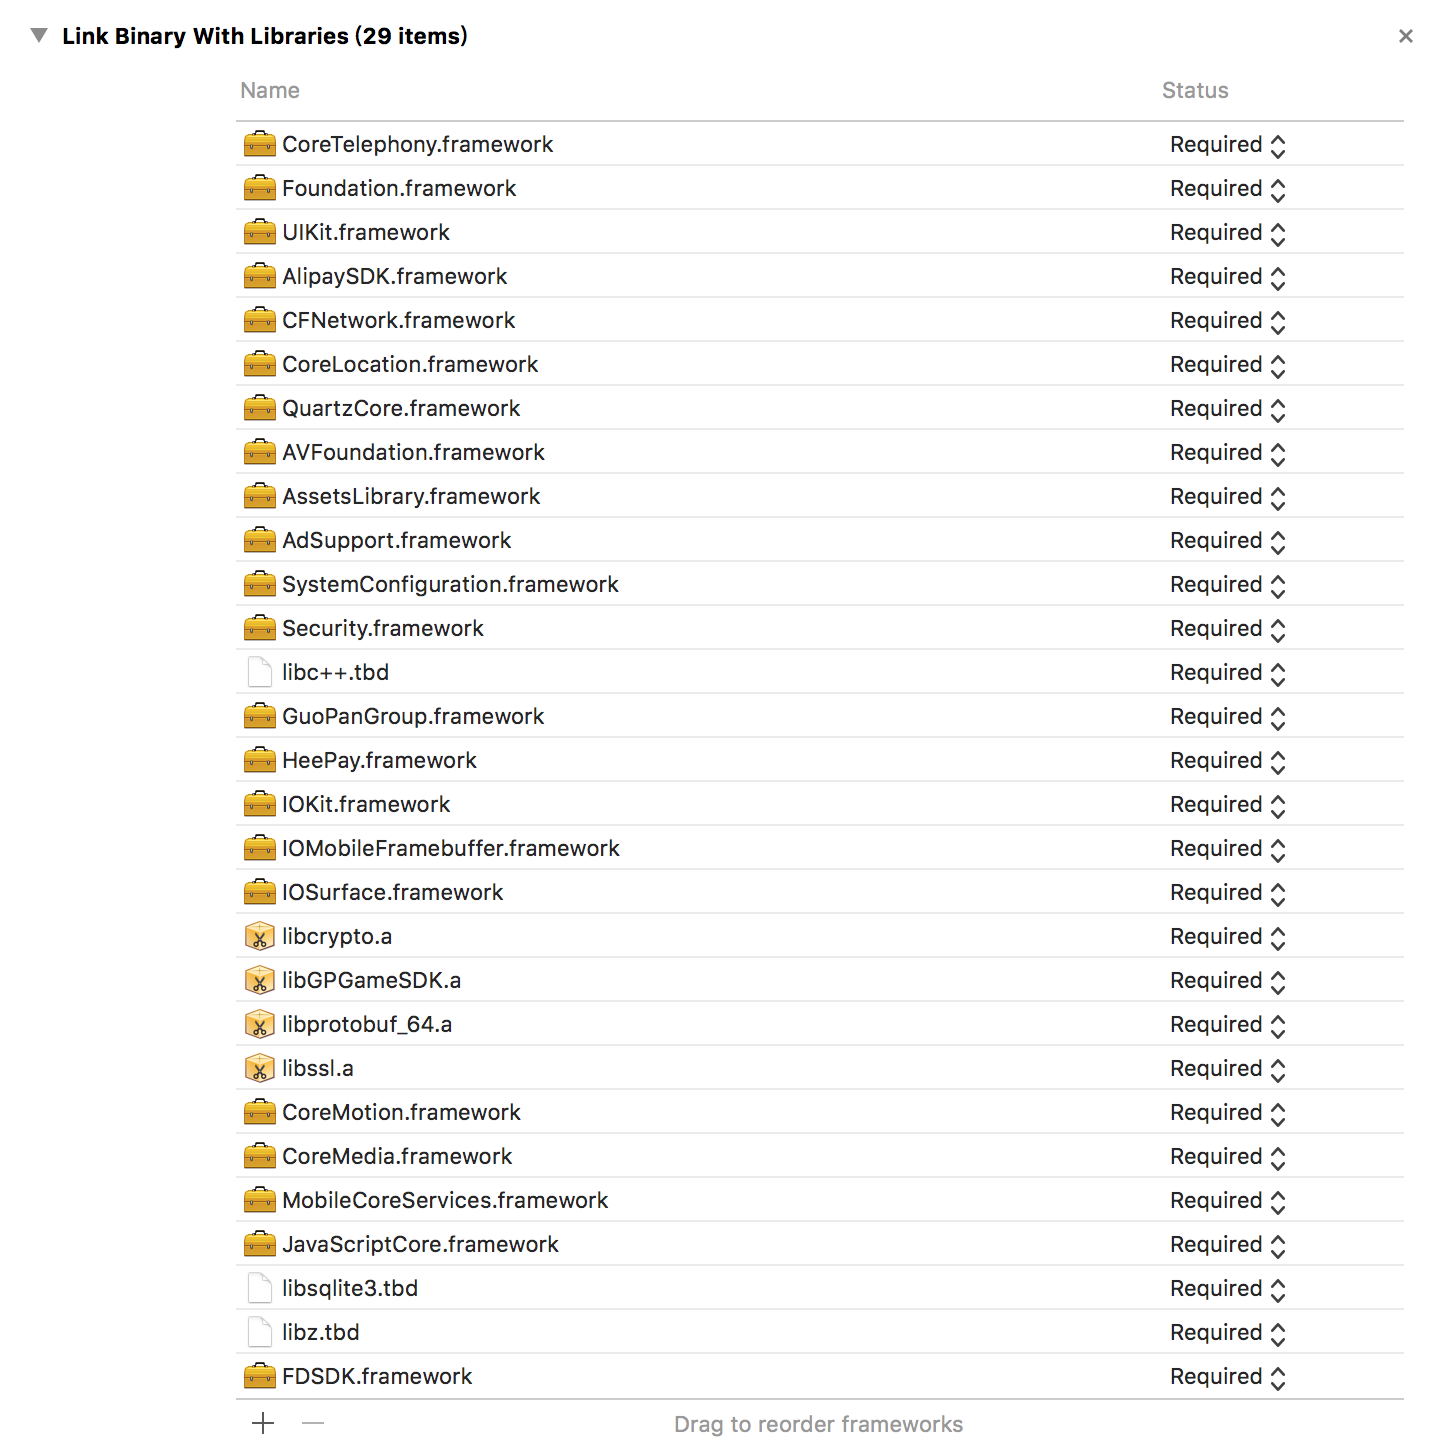 Link Binary With Libraries (29 items)
Name Status
CoreTelephony.framework Required
Foundation.framework Required
UIKit.framework Required
AlipaySDK.framework Required
CFNetwork.framework Required
CoreLocation.framework Required
QuartzCore.framework Required
AVFoundation.framework Required
AssetsLibrary.framework Required
AdSupport.framework Required
SystemConfiguration.framework Required
Security.framework Required
libc++.tbd Required
GuoPanGroup.framework Required
HeePay.framework Required
IOKit.framework Required
IOMobileFramebuffer.framework Required
IOSurface.framework Required
libcrypto.a Required
libGPGameSDK.a Required
libprotobuf_64.a Required
libssl.a Required
CoreMotion.framework Required
CoreMedia.framework Required
MobileCoreServices.framework Required
JavaScriptCore.framework Required
libsqlite3.tbd Required
libz.tbd Required
FDSDK.framework Required
Drag to reorder frameworks